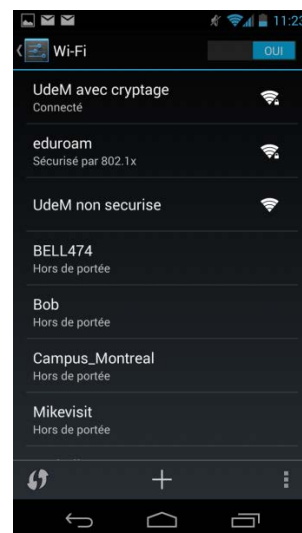 11:23
Wi-Fi
OUI
UdeM avec cryptage
Connecté
eduroam
Sécurisé par 802.1x
UdeM non securise
BELL474
Hors de portée
Bob
Hors de portée
Campus_Montreal
Hors de portée
Mikevisit
Hors de portée